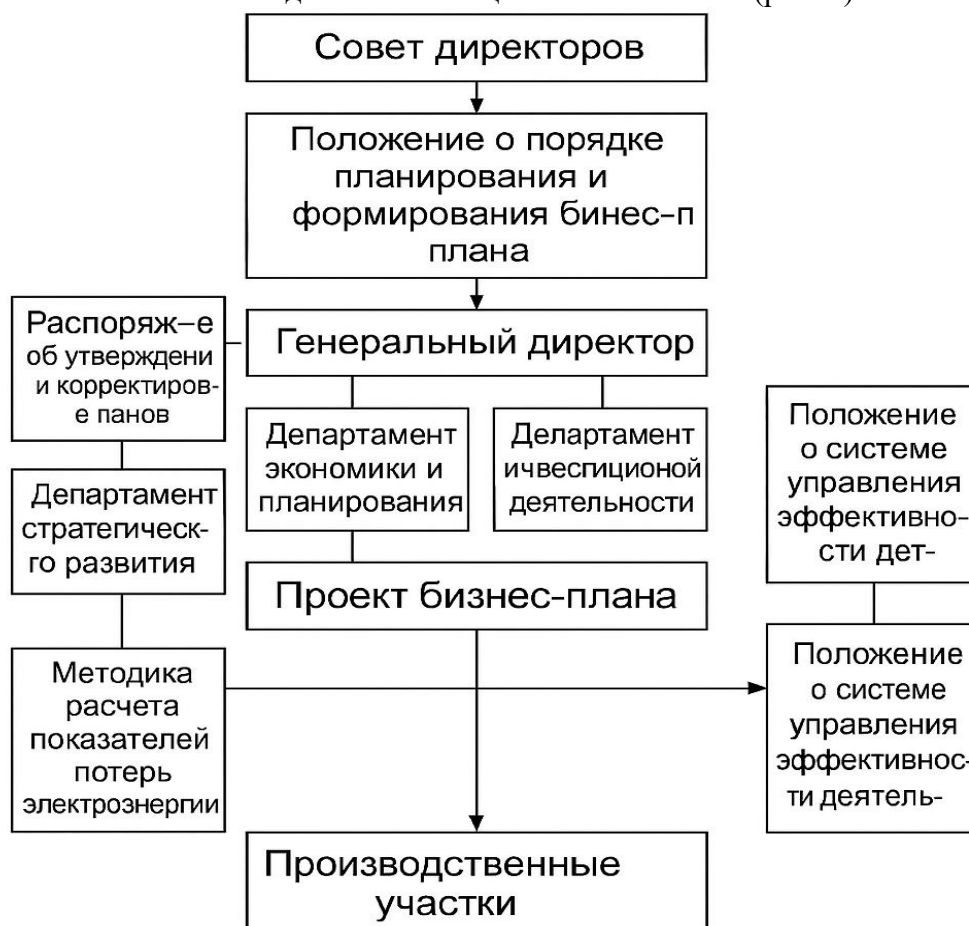 Совет директоров
Положение о порядке
планирования и
формирования бинес-п
плана
Генеральный директор
Распоряж-е
об утверждени
и корректиров-
е панов
Департамент
экономики и
планирования
Делартамент
ичвесгиционой
деятельности
Положение
о системе
управления
эффективно-
сти дет-
Департамент
стратегическ-
го развития
Проект бизнес-плана
Методика
расчета
показателей
потерь
электроэнергии
Положение
о системе
управления
эффективнос-
ти деятель-
Производственные
участки